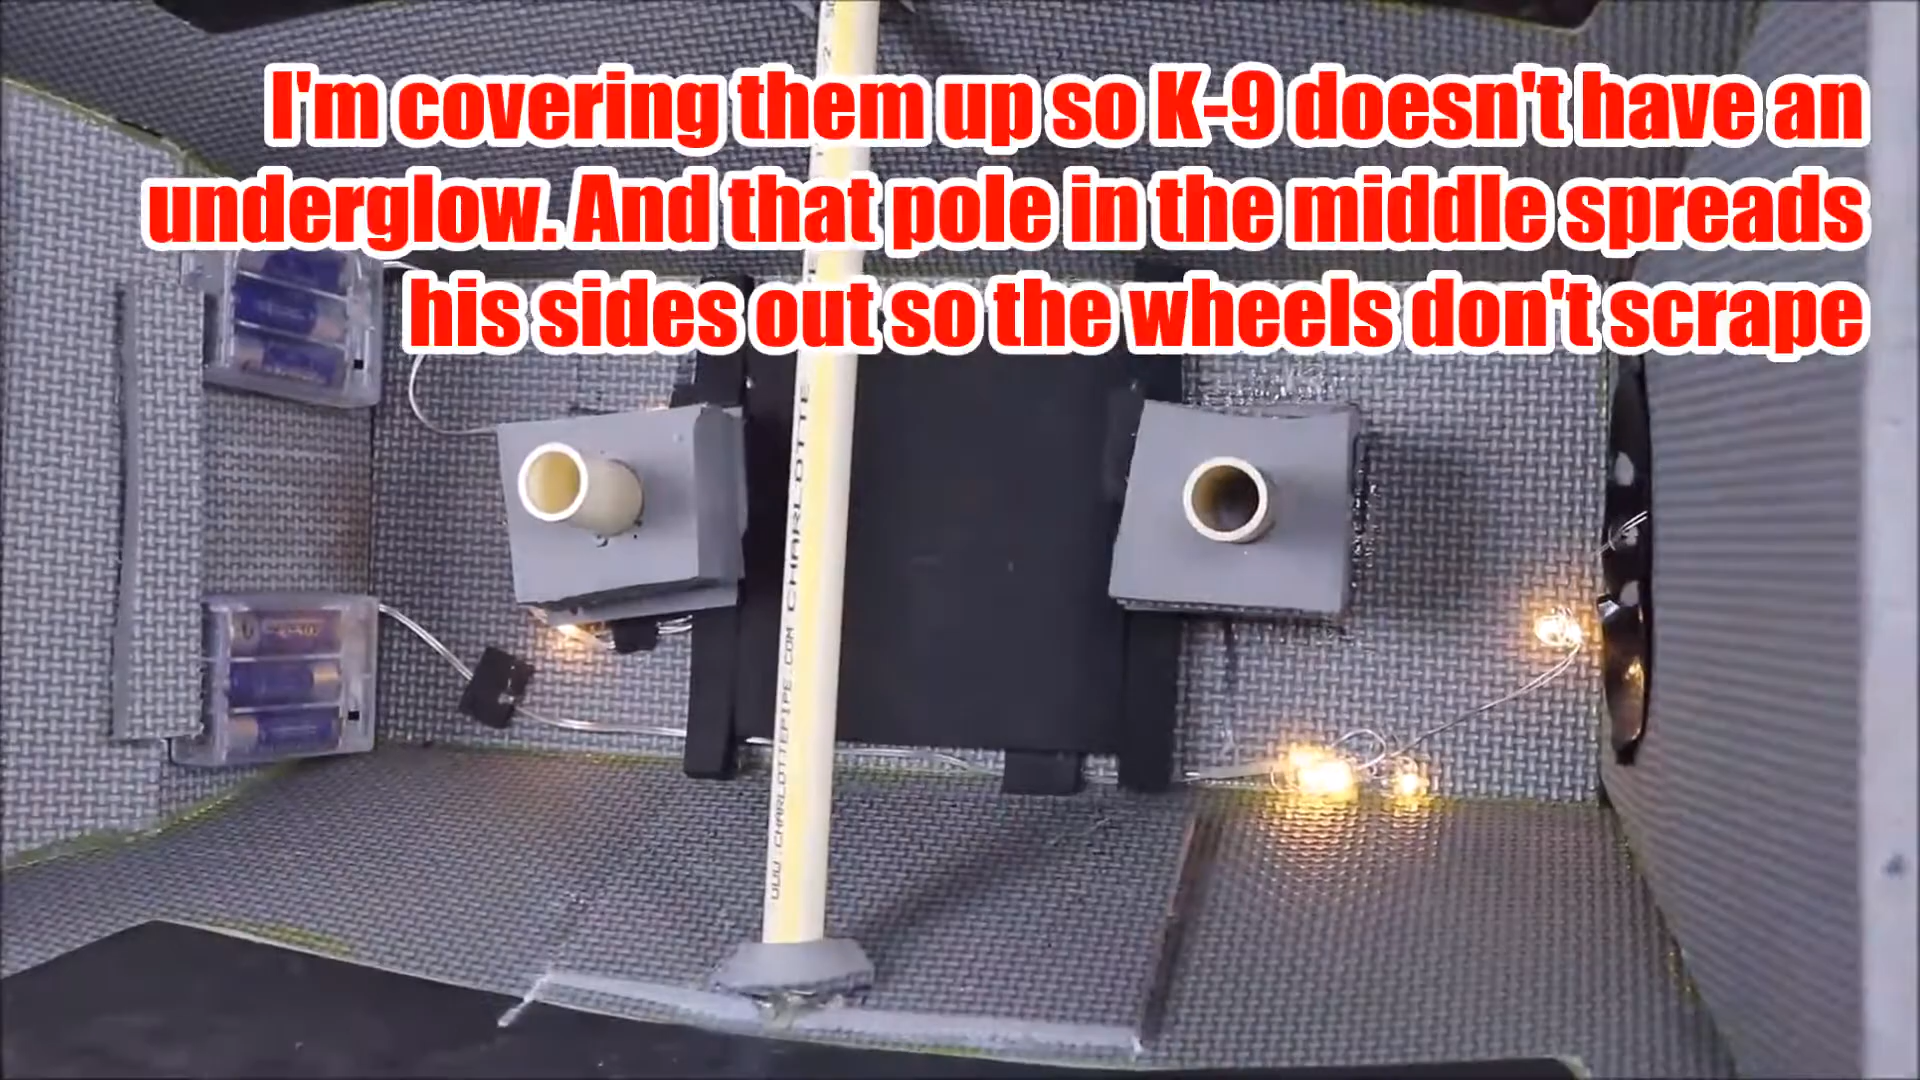 I'm covering them up so K-9 doesn't have an
underglow. And that pole in the middle spreads
his sides out so the wheels don't scrape
WWW.CHARLOTTEPIPE.COM CHARLOTTE